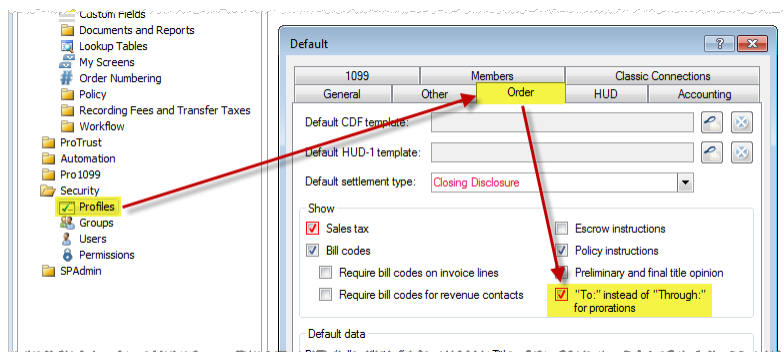 Custom Fields
Documents and Reports
Lookup Tables
My Screens
Order Numbering
Policy
Recording Fees and Transfer Taxes
Workflow
ProTrust
Automation
Pro1099
Security
Profiles
Groups
Users
Permissions
SPAdmin
Default
1099 Members Classic Connections
General Other Order HUD Accounting
Default CDF template:
Default HUD-1 template:
Default settlement type: Closing Disclosure
Show
Sales tax
Escrow instructions
Bill codes
Policy instructions
Require bill codes on invoice lines
Preliminary and final title opinion
Require bill codes for revenue contacts
"To:" instead of "Through:"
for prorations
Default data